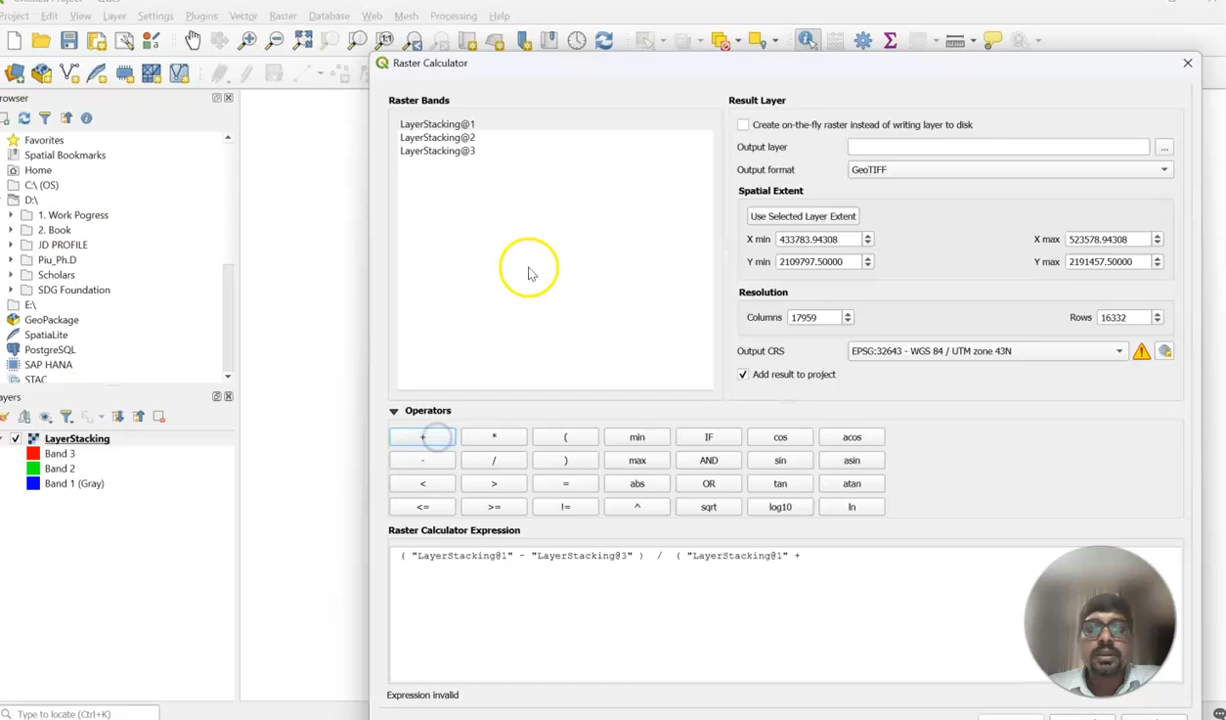 Project Edit View Layer Settings Plugins Vector Raster Database Web Mesh Processing Help
Raster Calculator
Raster Bands
LayerStacking@1
LayerStacking@2
LayerStacking@3
Result Layer
Create on-the-fly raster instead of writing layer to disk
Output layer
...
Output format GeoTIFF
Spatial Extent
Use Selected Layer Extent
X min 433783.94308 X max 523578.94308
Y min 2109797.50000 Y max 2191457.50000
Resolution
Columns 17959 Rows 16332
Output CRS EPSG:32643 - WGS 84 / UTM zone 43N
Add result to project
Operators
+ * ( min IF cos acos
- / ) max AND sin asin
< > = abs OR tan atan
<= >= != ^ sqrt log10 ln
Raster Calculator Expression
( "LayerStacking@1" - "LayerStacking@3" ) / ( "LayerStacking@1" +
Expression invalid
rowser
Favorites
Spatial Bookmarks
Home
C:\ (OS)
D:\
1. Work Pogress
2. Book
JD PROFILE
Piu_Ph.D
Scholars
SDG Foundation
E:\
GeoPackage
SpatiaLite
PostgreSQL
SAP HANA
STAC
ayers
LayerStacking
Band 3
Band 2
Band 1 (Gray)
Type to locate (Ctrl+K)